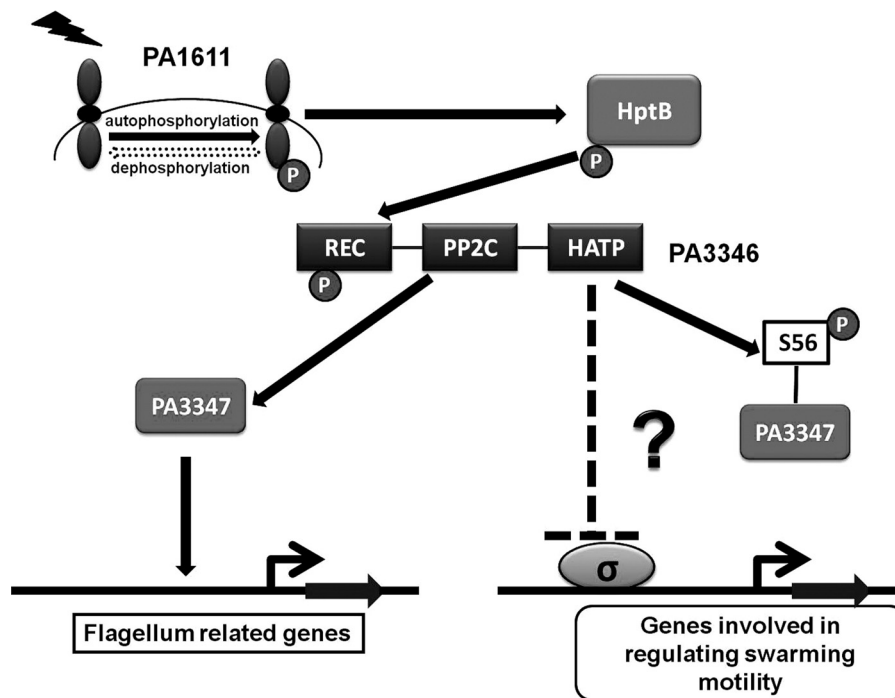 PA1611
autophosphorylation
dephosphorylation
P
HptB
P
REC
PP2C
HATP
PA3346
P
P
S56
PA3347
PA3347
?
σ
Flagellum related genes
Genes involved in
regulating swarming
motility